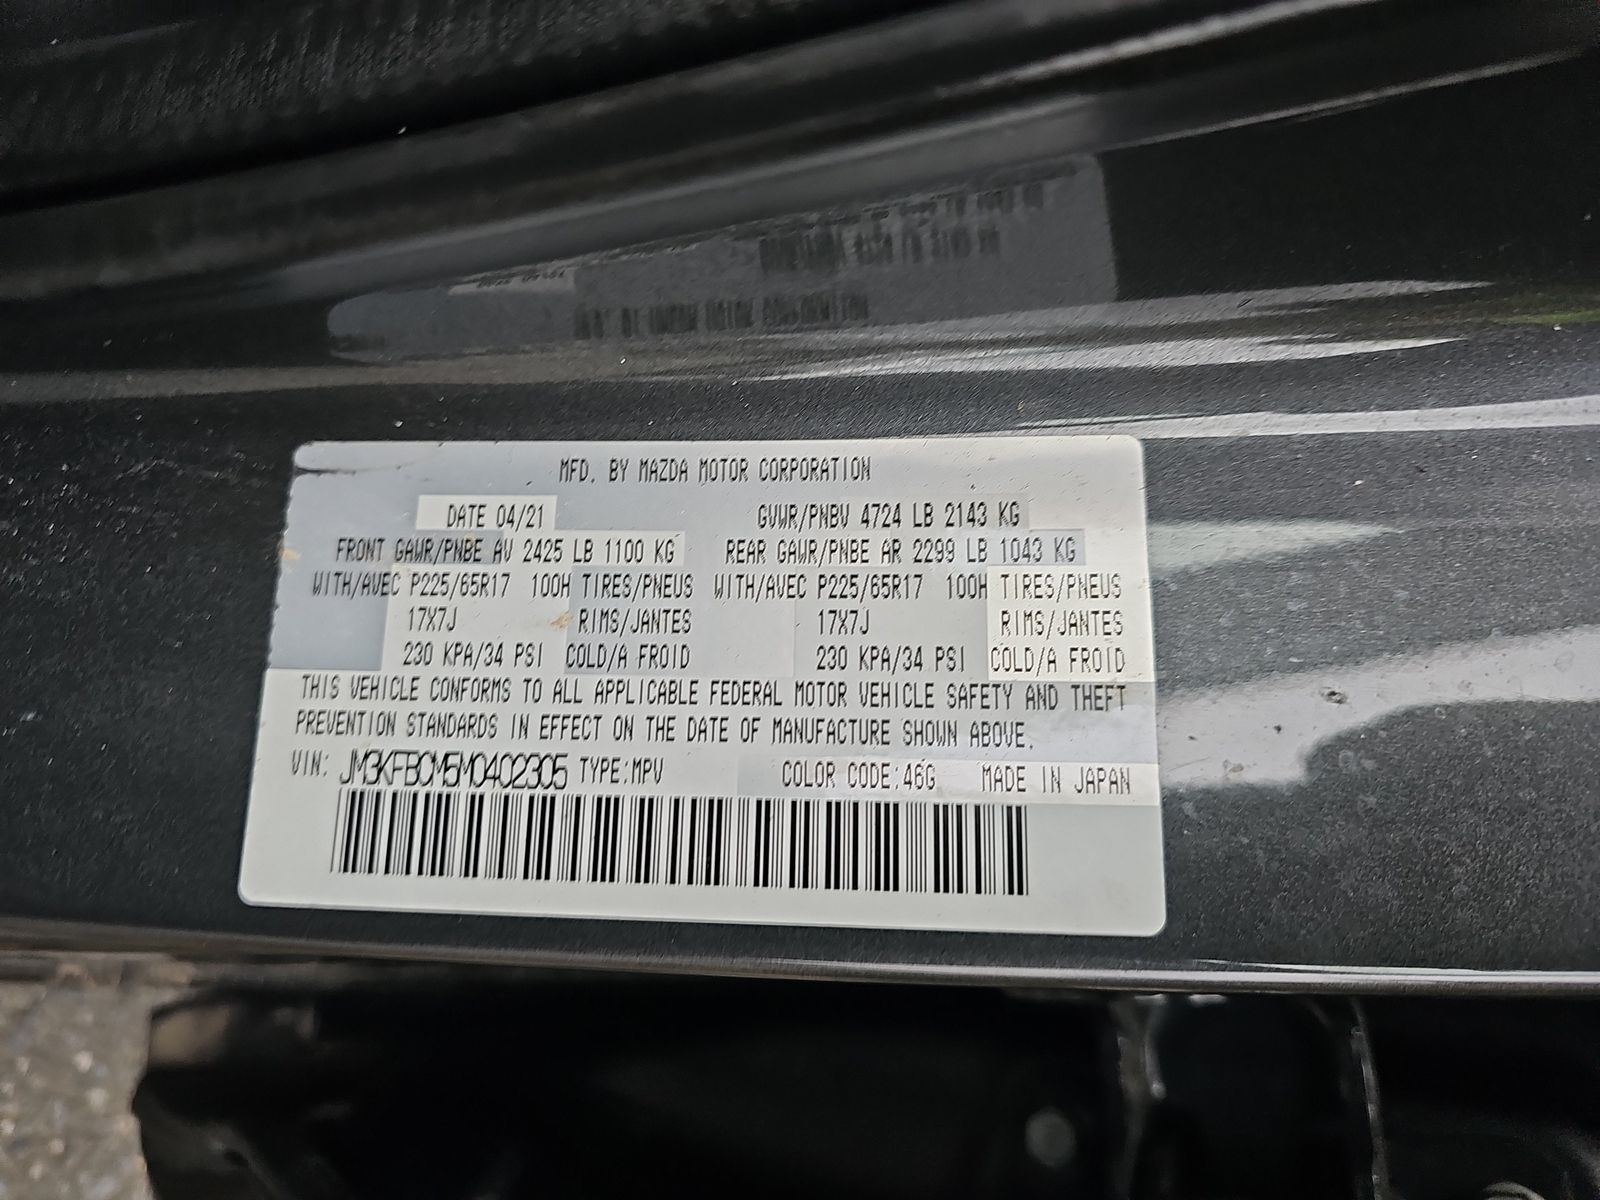 MFD. BY MAZDA MOTOR CORPORATION
DATE 04/21 GVWR/PNBV 4724 LB 2143 KG
FRONT GAWR/PNBE AV 2425 LB 1100 KG REAR GAWR/PNBE AR 2299 LB 1043 KG
WITH/AVEC P225/65R17 100H TIRES/PNEUS WITH/AVEC P225/65R17 100H TIRES/PNEUS
17X7J RIMS/JANTES 17X7J RIMS/JANTES
230 KPA/34 PSI COLD/A FROID 230 KPA/34 PSI COLD/A FROID
THIS VEHICLE CONFORMS TO ALL APPLICABLE FEDERAL MOTOR VEHICLE SAFETY AND THEFT
PREVENTION STANDARDS IN EFFECT ON THE DATE OF MANUFACTURE SHOWN ABOVE.
VIN: JM3KFBCM5M0402305 TYPE:MPV COLOR CODE:46G MADE IN JAPAN